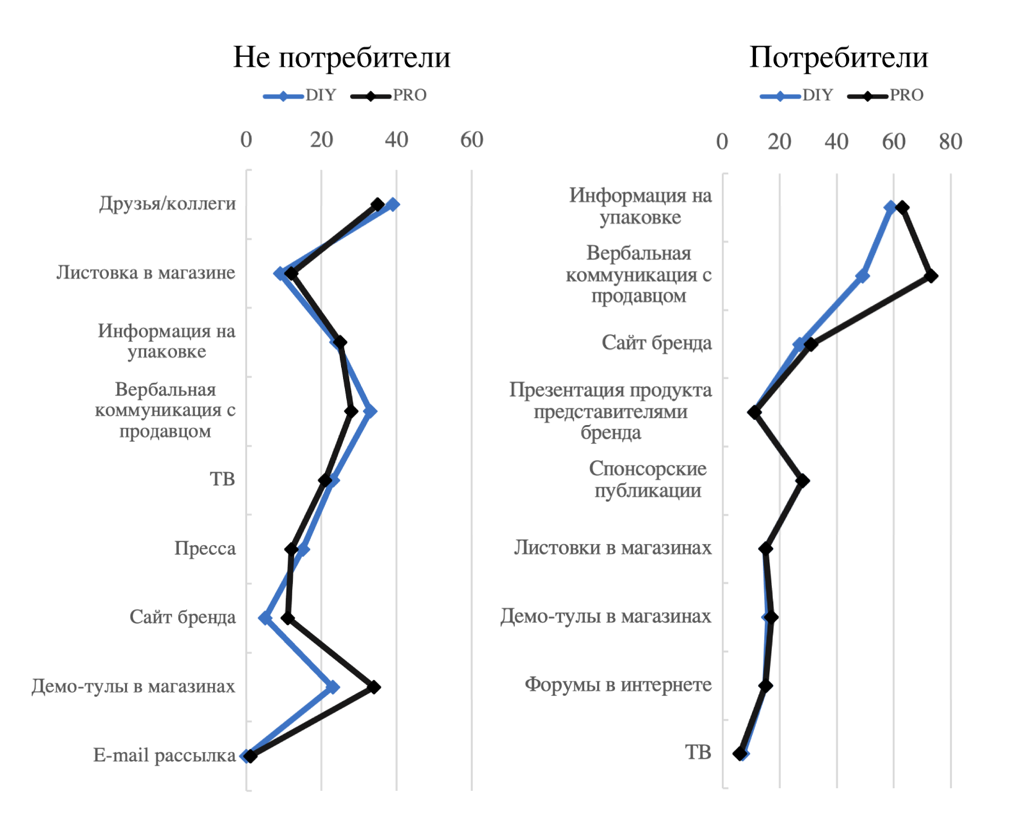 Не потребители
DIY PRO
0 20 40 60
Друзья/коллеги
Листовка в магазине
Информация на
упаковке
Вербальная
коммуникация с
продавцом
ТВ
Пресса
Сайт бренда
Демо-тулы в магазинах
E-mail рассылка
Потребители
DIY PRO
0 20 40 60 80
Информация на
упаковке
Вербальная
коммуникация с
продавцом
Сайт бренда
Презентация продукта
представителями
бренда
Спонсорские
публикации
Листовки в магазинах
Демо-тулы в магазинах
Форумы в интернете
ТВ